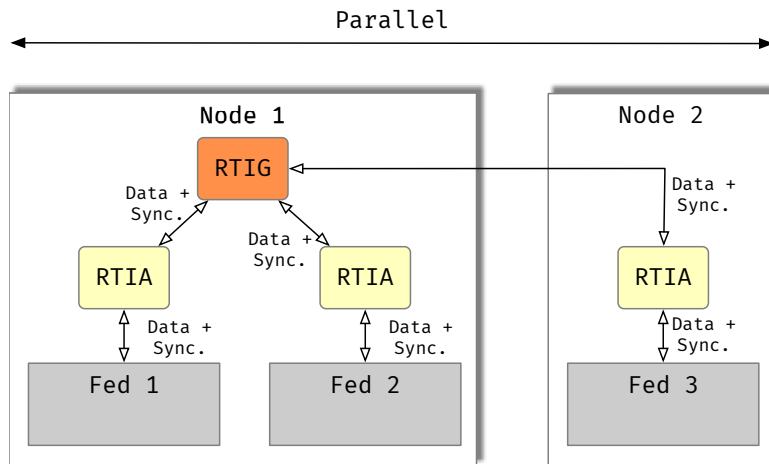 Parallel
Node 1
Node 2
RTIG
Data +
Sync.
Data +
Sync.
Data +
Sync.
RTIA
RTIA
RTIA
Data +
Sync.
Data +
Sync.
Data +
Sync.
Fed 1
Fed 2
Fed 3